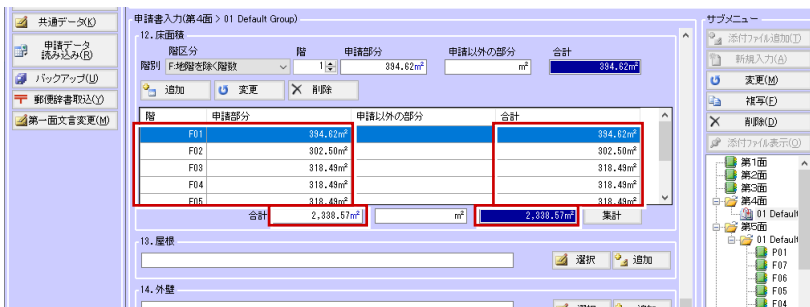 共通データ(K)
申請データ
読み込み(R)
バックアップ(U)
郵便辞書取込(Y)
第一面文言変更(M)
申請書入力(第4面 > 01 Default Group)
12.床面積
階区分 階 申請部分 申請以外の部分 合計
階別 F:地階を除く階数 1 394.62㎡ ㎡ 394.62㎡
追加 変更 削除
階 申請部分 申請以外の部分 合計
F01 394.62㎡ 394.62㎡
F02 302.50㎡ 302.50㎡
F03 318.49㎡ 318.49㎡
F04 318.49㎡ 318.49㎡
F05 318.49㎡ 318.49㎡
合計 2,338.57㎡ ㎡ 2,338.57㎡ 集計
13.屋根
選択 追加
14.外壁
選択 追加
サブメニュー
添付ファイル追加(T)
新規入力(A)
変更(M)
複写(E)
削除(D)
添付ファイル表示(O)
第1面
第2面
第3面
第4面
01 Default
第5面
01 Default
P01
F07
F06
F05
F04